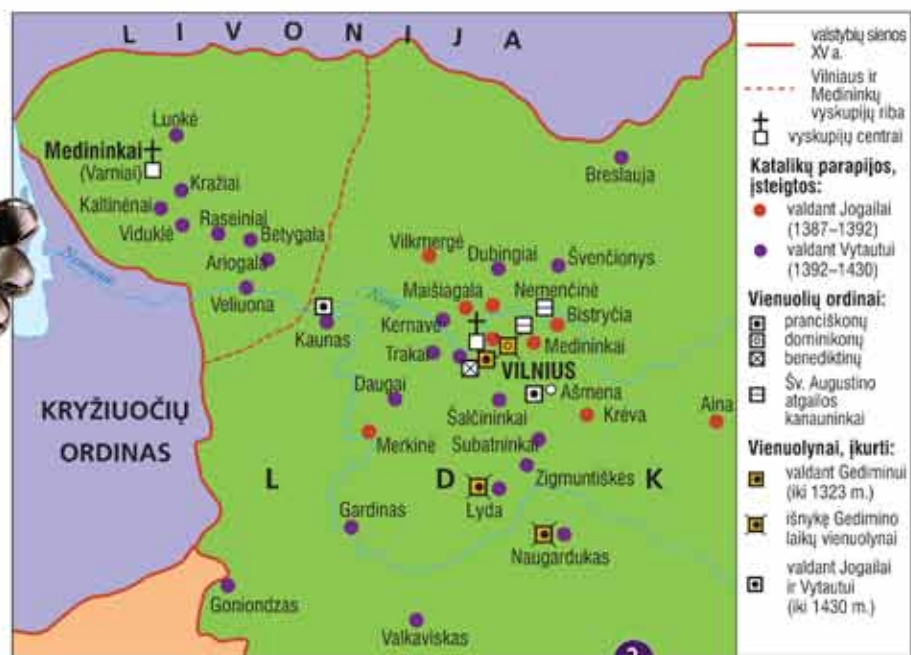 LIVONIJA
Luokė
Medininkai
(Varniai)
Kražiai
Kaltinėnai
Viduklė
Raseiniai
Betygala
Ariogala
Veliuona
Nemunas
Breslauja
Vilkmergė
Dubingiai
Švenčionys
Neris
Maišiagala
Nemenčinė
Bistryčia
Kernavė
Kaunas
Trakai
Medininkai
VILNIUS
Daugai
Ašmena
Šalčininkai
Krėva
Aina
KRYŽIUOČIŲ
ORDINAS
Merkinė
Subatninkai
L D K
Zigmuntiškės
Lyda
Gardinas
Naugardukas
Goniondzas
Valkaviskas
2
valstybių sienos
XV a.
Vilniaus ir
Medininkų
vyskupijų riba
vyskupijų centrai
Katalikų parapijos,
įsteigtos:
valdant Jogailai
(1387–1392)
valdant Vytautui
(1392–1430)
Vienuolių ordinai:
pranciškonų
dominikonų
benediktinų
Šv. Augustino
atgailos
kanauninkai
Vienuolynai, įkurti:
valdant Gediminui
(iki 1323 m.)
išnykę Gedimino
laikų vienuolynai
valdant Jogailai
ir Vytautui
(iki 1430 m.)